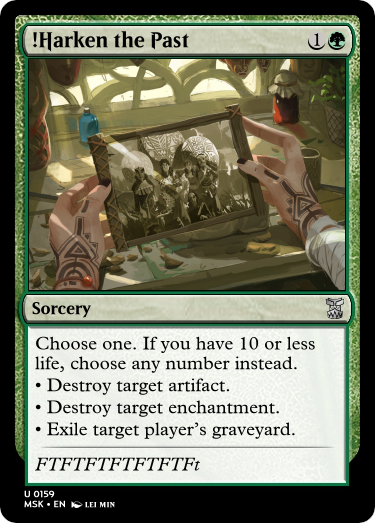 !Harken the Past 1
Sorcery
Choose one. If you have 10 or less
life, choose any number instead.
• Destroy target artifact.
• Destroy target enchantment.
• Exile target player's graveyard.
FTFTFTFTFTFTFt
U 0159
MSK • EN LEI MIN